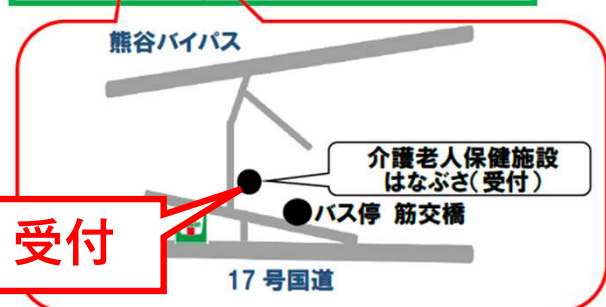 熊谷バイパス
介護老人保健施設
はなぶさ(受付)
バス停 筋交橋
受付
17号国道